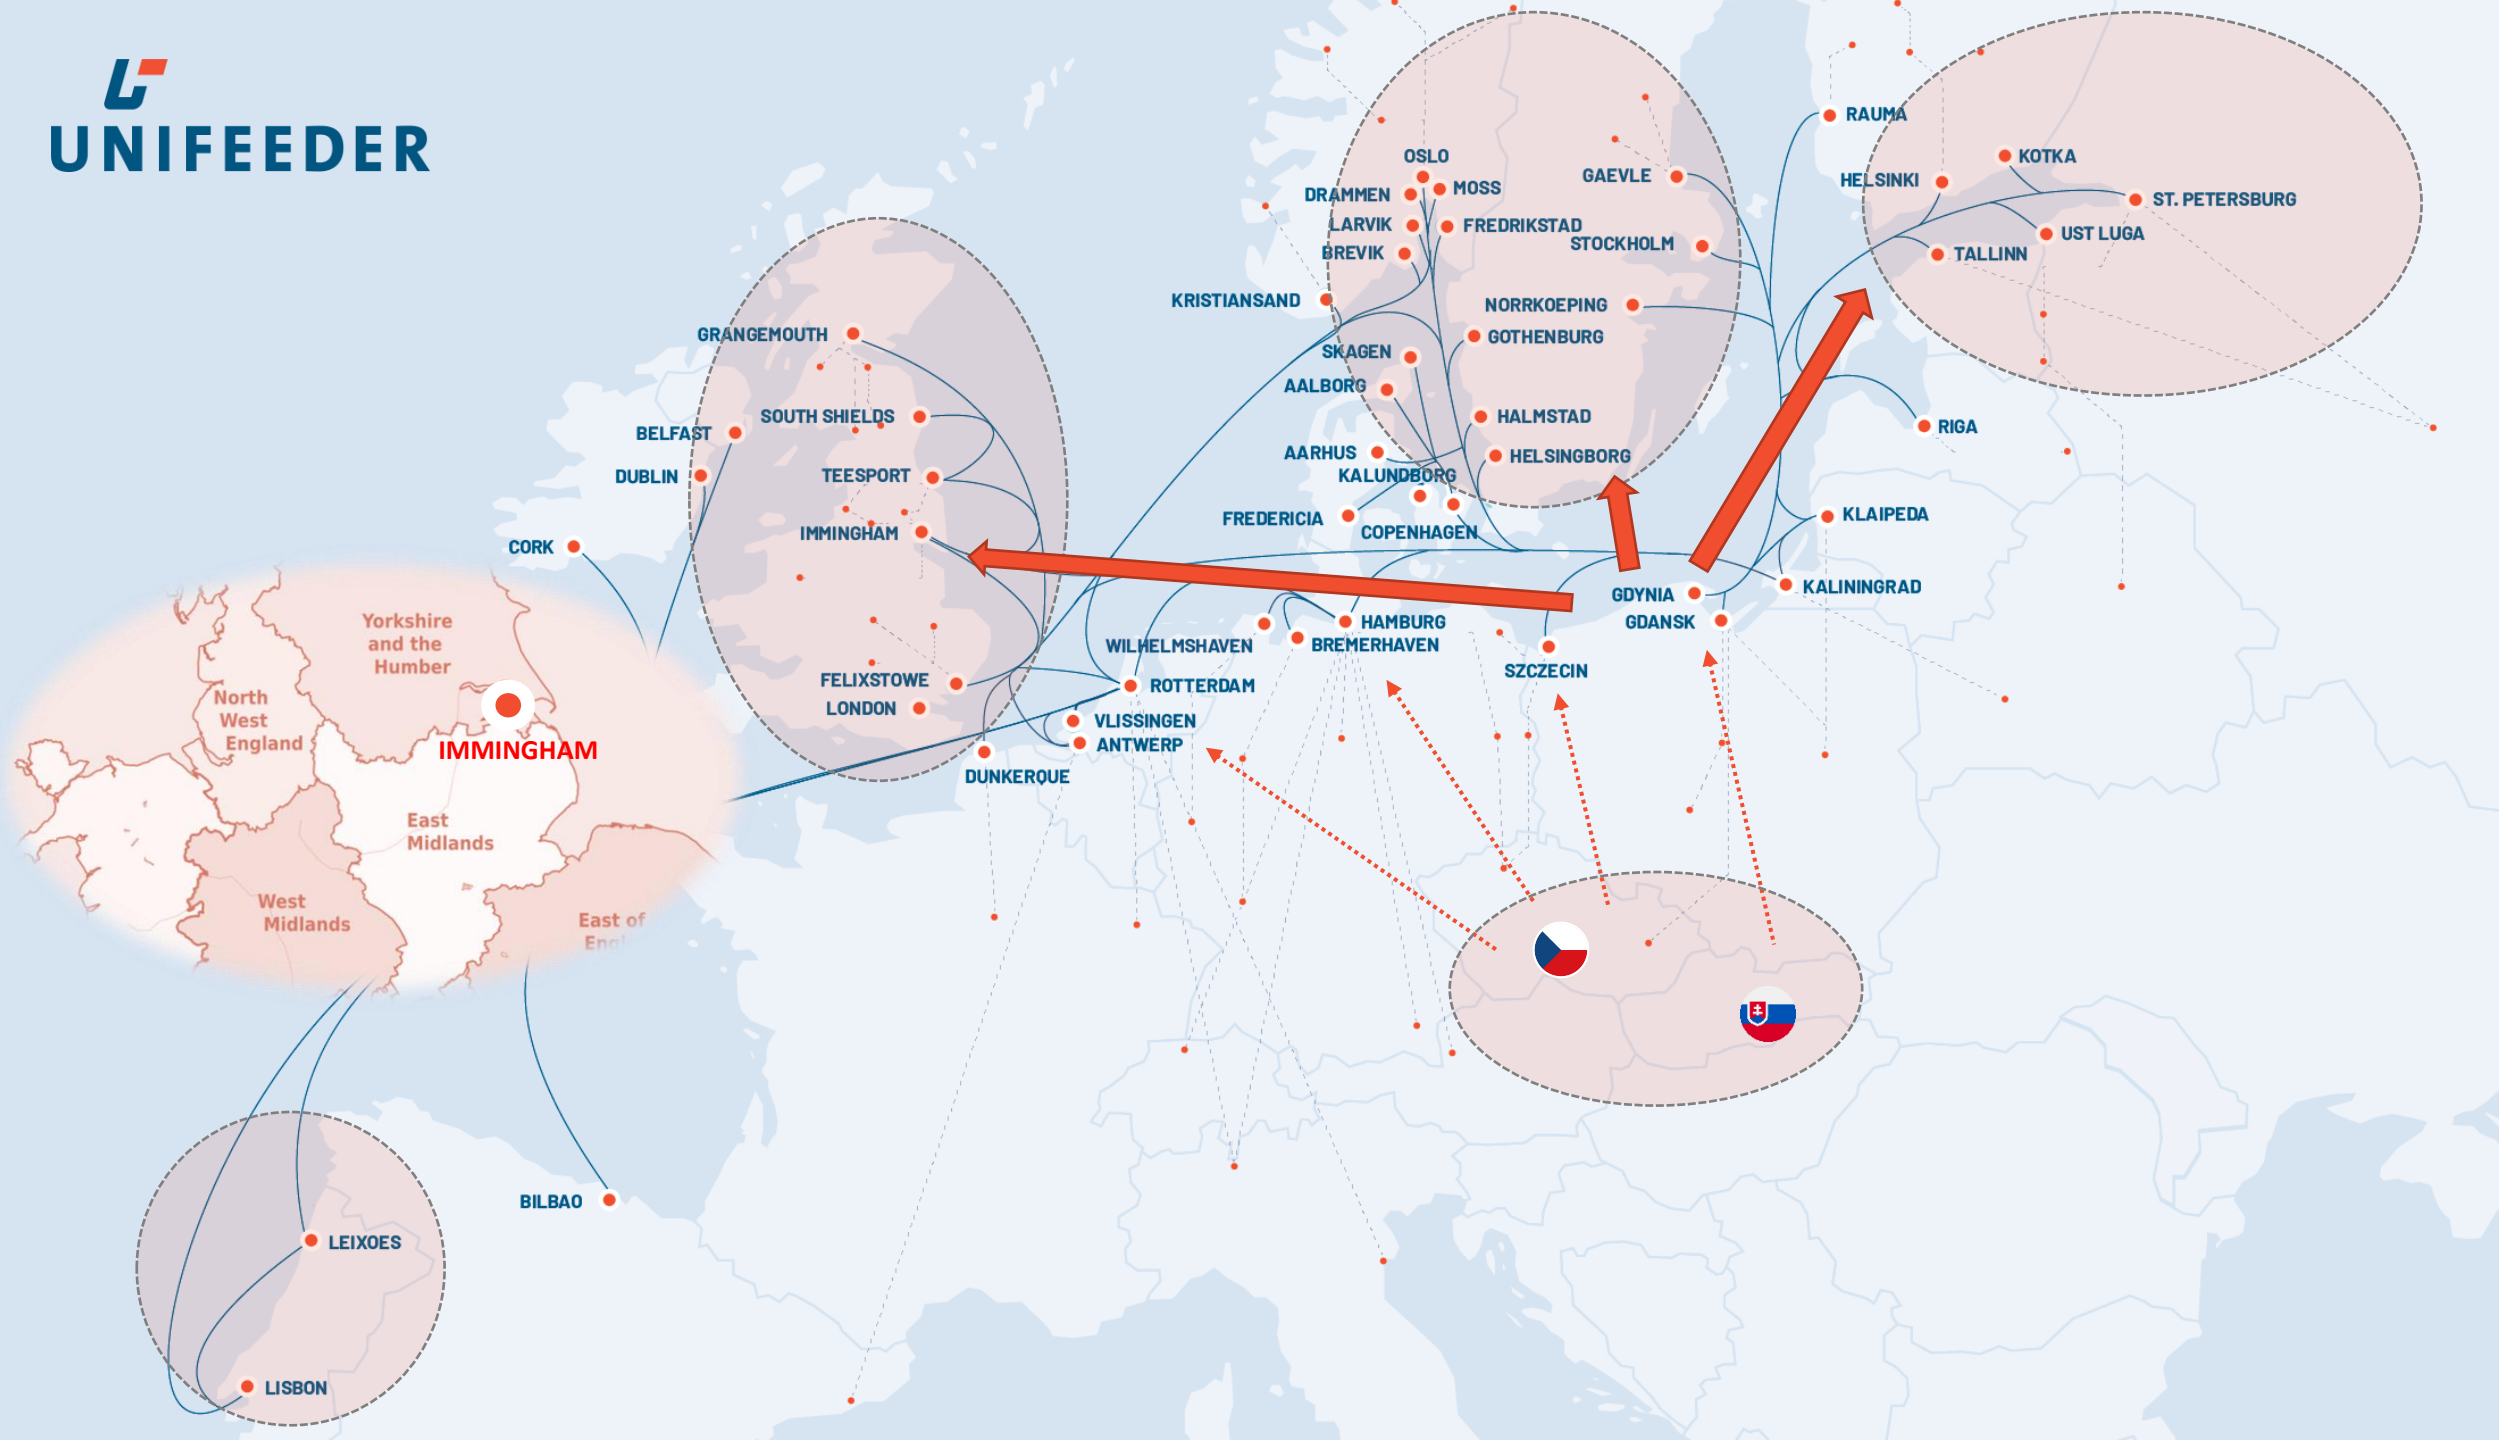 UNIFEEDER
RAUMA
KOTKA
HELSINKI
ST. PETERSBURG
UST LUGA
TALLINN
OSLO
DRAMMEN
MOSS
GAEVLE
LARVIK
FREDRIKSTAD
STOCKHOLM
BREVIK
KRISTIANSAND
NORRKOEPING
GOTHENBURG
SKAGEN
AALBORG
HALMSTAD
AARHUS
HELSINGBORG
KALUNDBORG
FREDERICIA
COPENHAGEN
GRANGEMOUTH
SOUTH SHIELDS
BELFAST
TEESPORT
DUBLIN
IMMINGHAM
CORK
RIGA
KLAIPEDA
KALININGRAD
GDYNIA
GDANSK
HAMBURG
WILHELMSHAVEN
BREMERHAVEN
SZCZECIN
FELIXSTOWE
LONDON
ROTTERDAM
VLISSINGEN
ANTWERP
DUNKERQUE
Yorkshire
and the
Humber
North
West
England
IMMINGHAM
East
Midlands
West
Midlands
East of
BILBAO
LEIXOES
LISBON